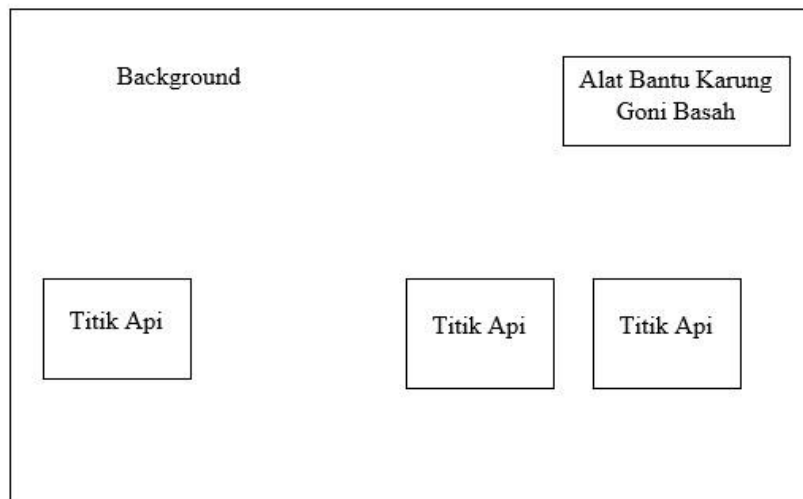 Background
Alat Bantu Karung
Goni Basah
Titik Api
Titik Api
Titik Api